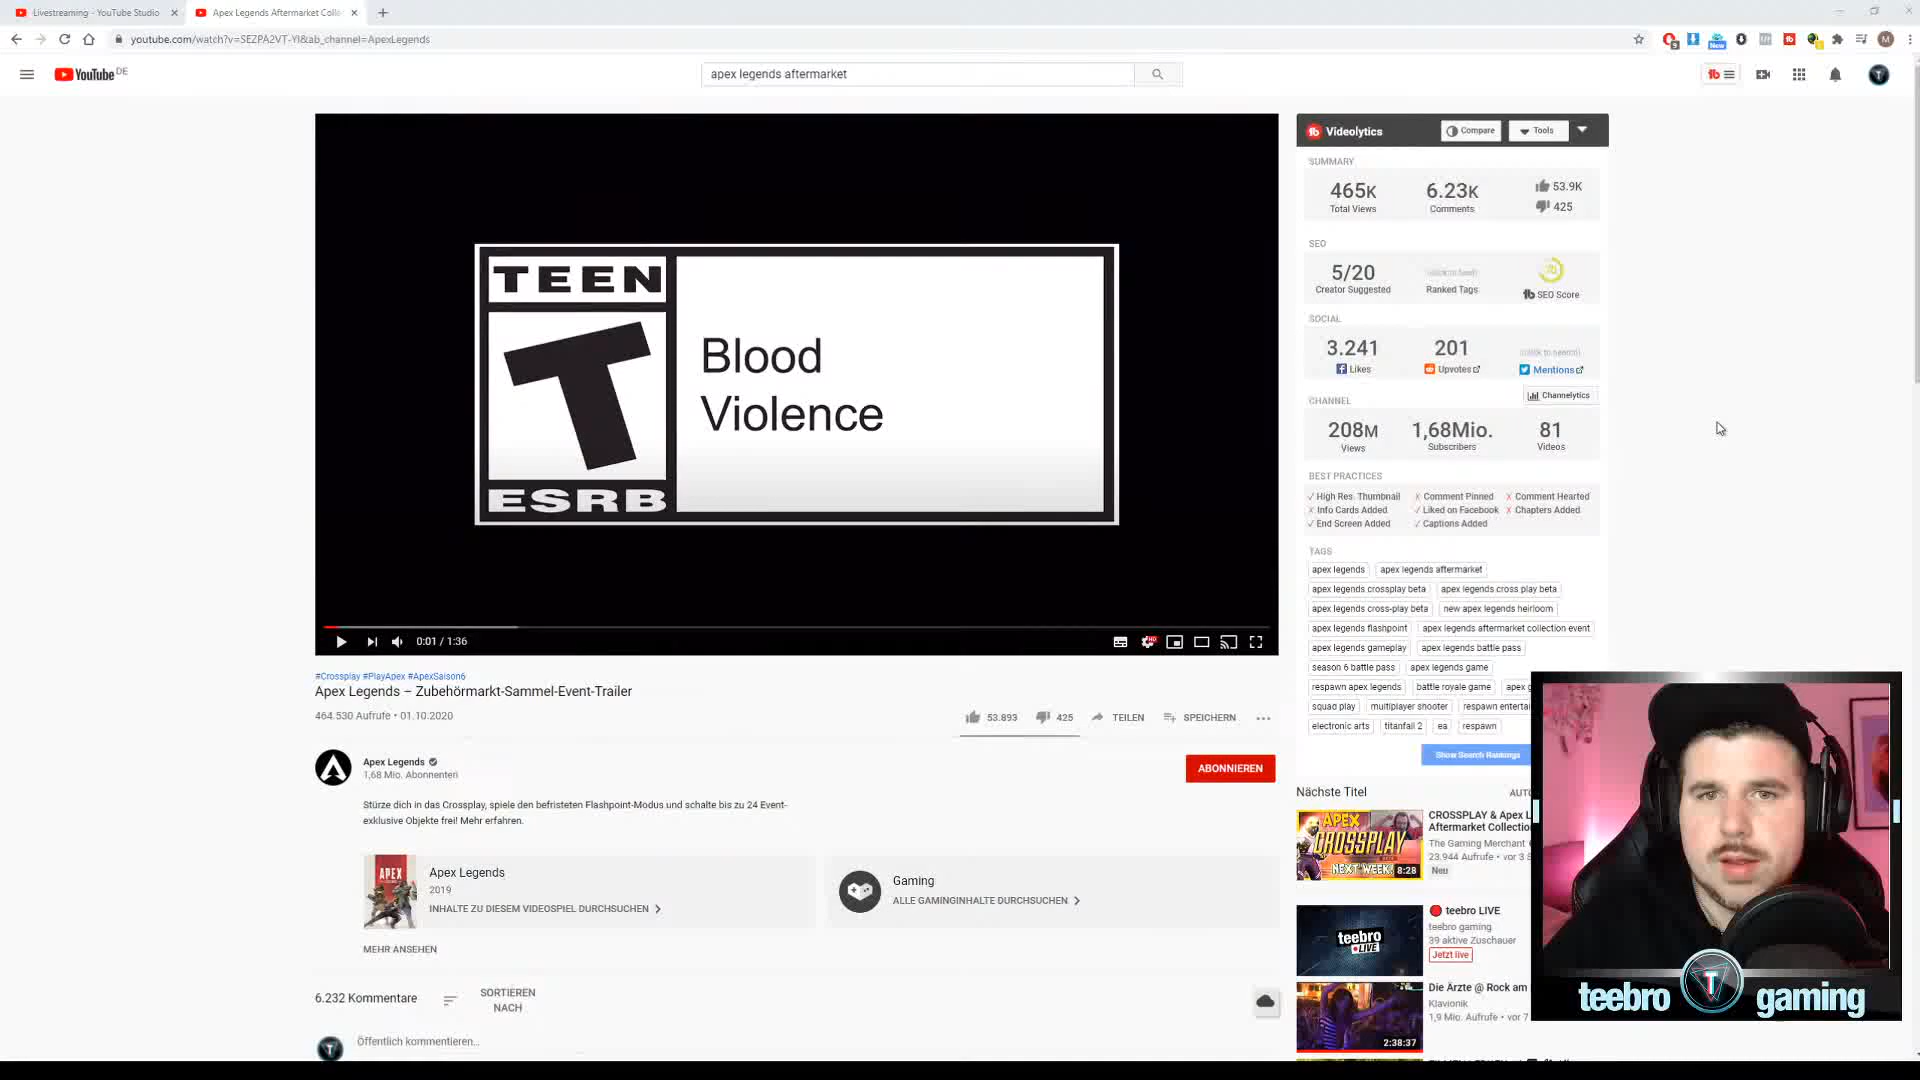 Livestreaming - YouTube Studio
Apex Legends Aftermarket Colle
youtube.com/watch?v=SEZPA2VT-YI&ab_channel=ApexLegends
YouTube DE
apex legends aftermarket
TEEN
T
ESRB
Blood
Violence
0:01 / 1:36
#Crossplay #PlayApex #ApexSaison6
Apex Legends – Zubehörmarkt-Sammel-Event-Trailer
464.530 Aufrufe • 01.10.2020
53.893
425
TEILEN
SPEICHERN
Apex Legends
1,68 Mio. Abonnenten
ABONNIEREN
Stürze dich in das Crossplay, spiele den befristeten Flashpoint-Modus und schalte bis zu 24 Event-
exklusive Objekte frei! Mehr erfahren.
APEX
Apex Legends
2019
INHALTE ZU DIESEM VIDEOSPIEL DURCHSUCHEN
Gaming
ALLE GAMINGINHALTE DURCHSUCHEN
MEHR ANSEHEN
6.232 Kommentare
SORTIEREN
NACH
Öffentlich kommentieren...
Videolytics
Compare
Tools
SUMMARY
465K
Total Views
6.23K
Comments
53.9K
425
SEO
5/20
Creator Suggested
Ranked Tags
SEO Score
SOCIAL
3.241
Likes
201
Upvotes
(click to search)
Mentions
CHANNEL
Channelytics
208M
Views
1,68Mio.
Subscribers
81
Videos
BEST PRACTICES
High Res. Thumbnail
Comment Pinned
Comment Hearted
Info Cards Added
Liked on Facebook
Chapters Added
End Screen Added
Captions Added
TAGS
apex legends
apex legends aftermarket
apex legends crossplay beta
apex legends cross play beta
apex legends cross-play beta
new apex legends heirloom
apex legends flashpoint
apex legends aftermarket collection event
apex legends gameplay
apex legends battle pass
season 6 battle pass
apex legends game
respawn apex legends
battle royale game
apex g
squad play
multiplayer shooter
respawn enterta
electronic arts
titanfall 2
ea
respawn
Show Search Rankings
Nächste Titel
AUTO
APEX
CROSSPLAY
NEXT WEEK!
8:28
CROSSPLAY & Apex L
Aftermarket Collectio
The Gaming Merchant
23.944 Aufrufe • vor 3
Neu
teebro
LIVE
teebro LIVE
teebro gaming
39 aktive Zuschauer
Jetzt live
2:38:37
Die Ärzte @ Rock am
Klavionik
1,9 Mio. Aufrufe • vor 7
teebro T gaming